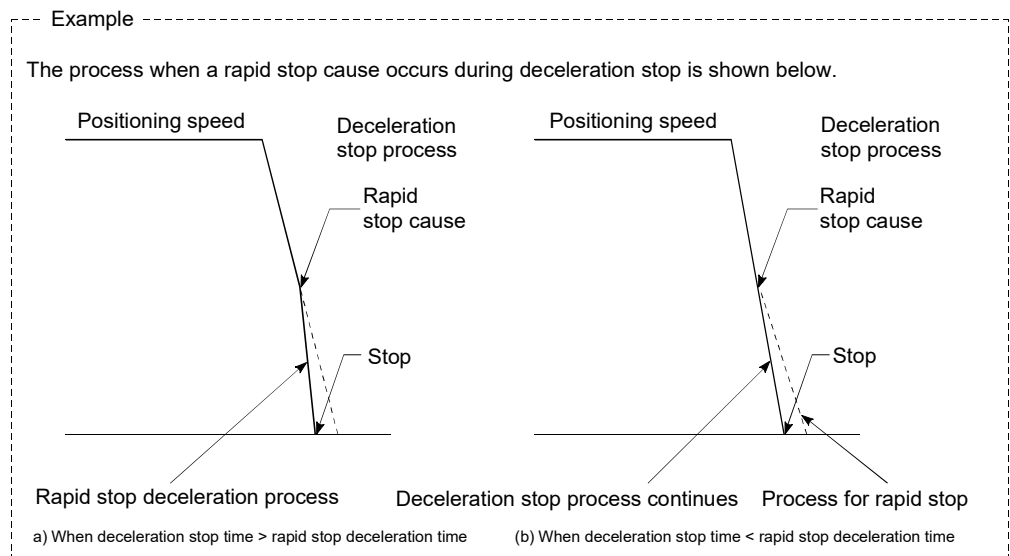 Example
The process when a rapid stop cause occurs during deceleration stop is shown below.
Positioning speed
Deceleration
stop process
Rapid
stop cause
Stop
Rapid stop deceleration process
a) When deceleration stop time > rapid stop deceleration time
Positioning speed
Deceleration
stop process
Rapid
stop cause
Stop
Deceleration stop process continues
Process for rapid stop
(b) When deceleration stop time < rapid stop deceleration time